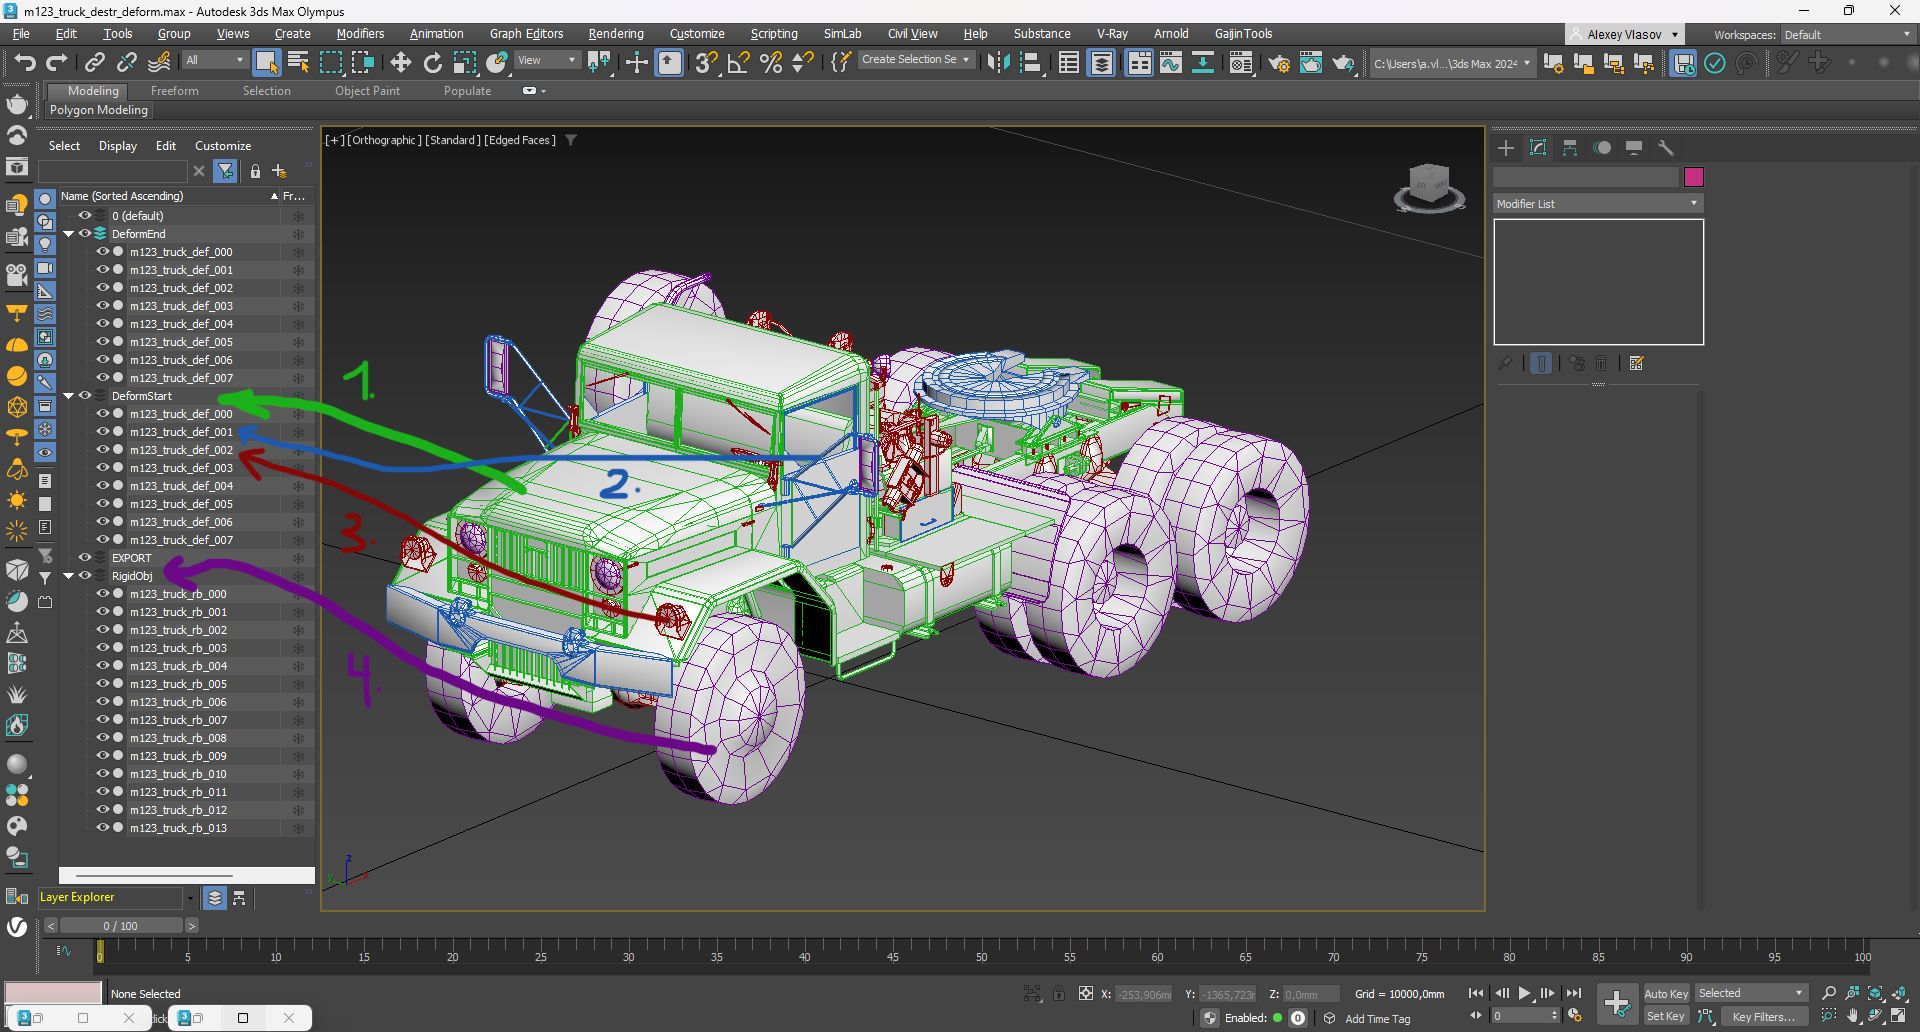 m123_truck_destr_deform.max - Autodesk 3ds Max Olympus
File Edit Tools Group Views Create Modifiers Animation Graph Editors Rendering Customize Scripting SimLab Civil View Help Substance V-Ray Arnold GaijinTools Alexey Vlasov Workspaces: Default
All View Create Selection Se C:\Users\a.vl...\3ds Max 2024
Modeling Freeform Selection Object Paint Populate
Polygon Modeling
Select Display Edit Customize
[+] [Orthographic] [Standard] [Edged Faces]
Name (Sorted Ascending) Fr...
0 (default)
DeformEnd
m123_truck_def_000
m123_truck_def_001
m123_truck_def_002
m123_truck_def_003
m123_truck_def_004
m123_truck_def_005
m123_truck_def_006
m123_truck_def_007
DeformStart
m123_truck_def_000
m123_truck_def_001
m123_truck_def_002
m123_truck_def_003
m123_truck_def_004
m123_truck_def_005
m123_truck_def_006
m123_truck_def_007
EXPORT
RigidObj
m123_truck_rb_000
m123_truck_rb_001
m123_truck_rb_002
m123_truck_rb_003
m123_truck_rb_004
m123_truck_rb_005
m123_truck_rb_006
m123_truck_rb_007
m123_truck_rb_008
m123_truck_rb_009
m123_truck_rb_010
m123_truck_rb_011
m123_truck_rb_012
m123_truck_rb_013
1.
2.
3.
4.
Modifier List
Layer Explorer
0 / 100
0 5 10 15 20 25 30 35 40 45 50 55 60 65 70 75 80 85 90 95 100
None Selected
X: -253,906m Y: -1365,723r Z: 0,0mm Grid = 10000,0mm
Auto Key Selected
Enabled: 0 Add Time Tag
0 Set Key Key Filters...